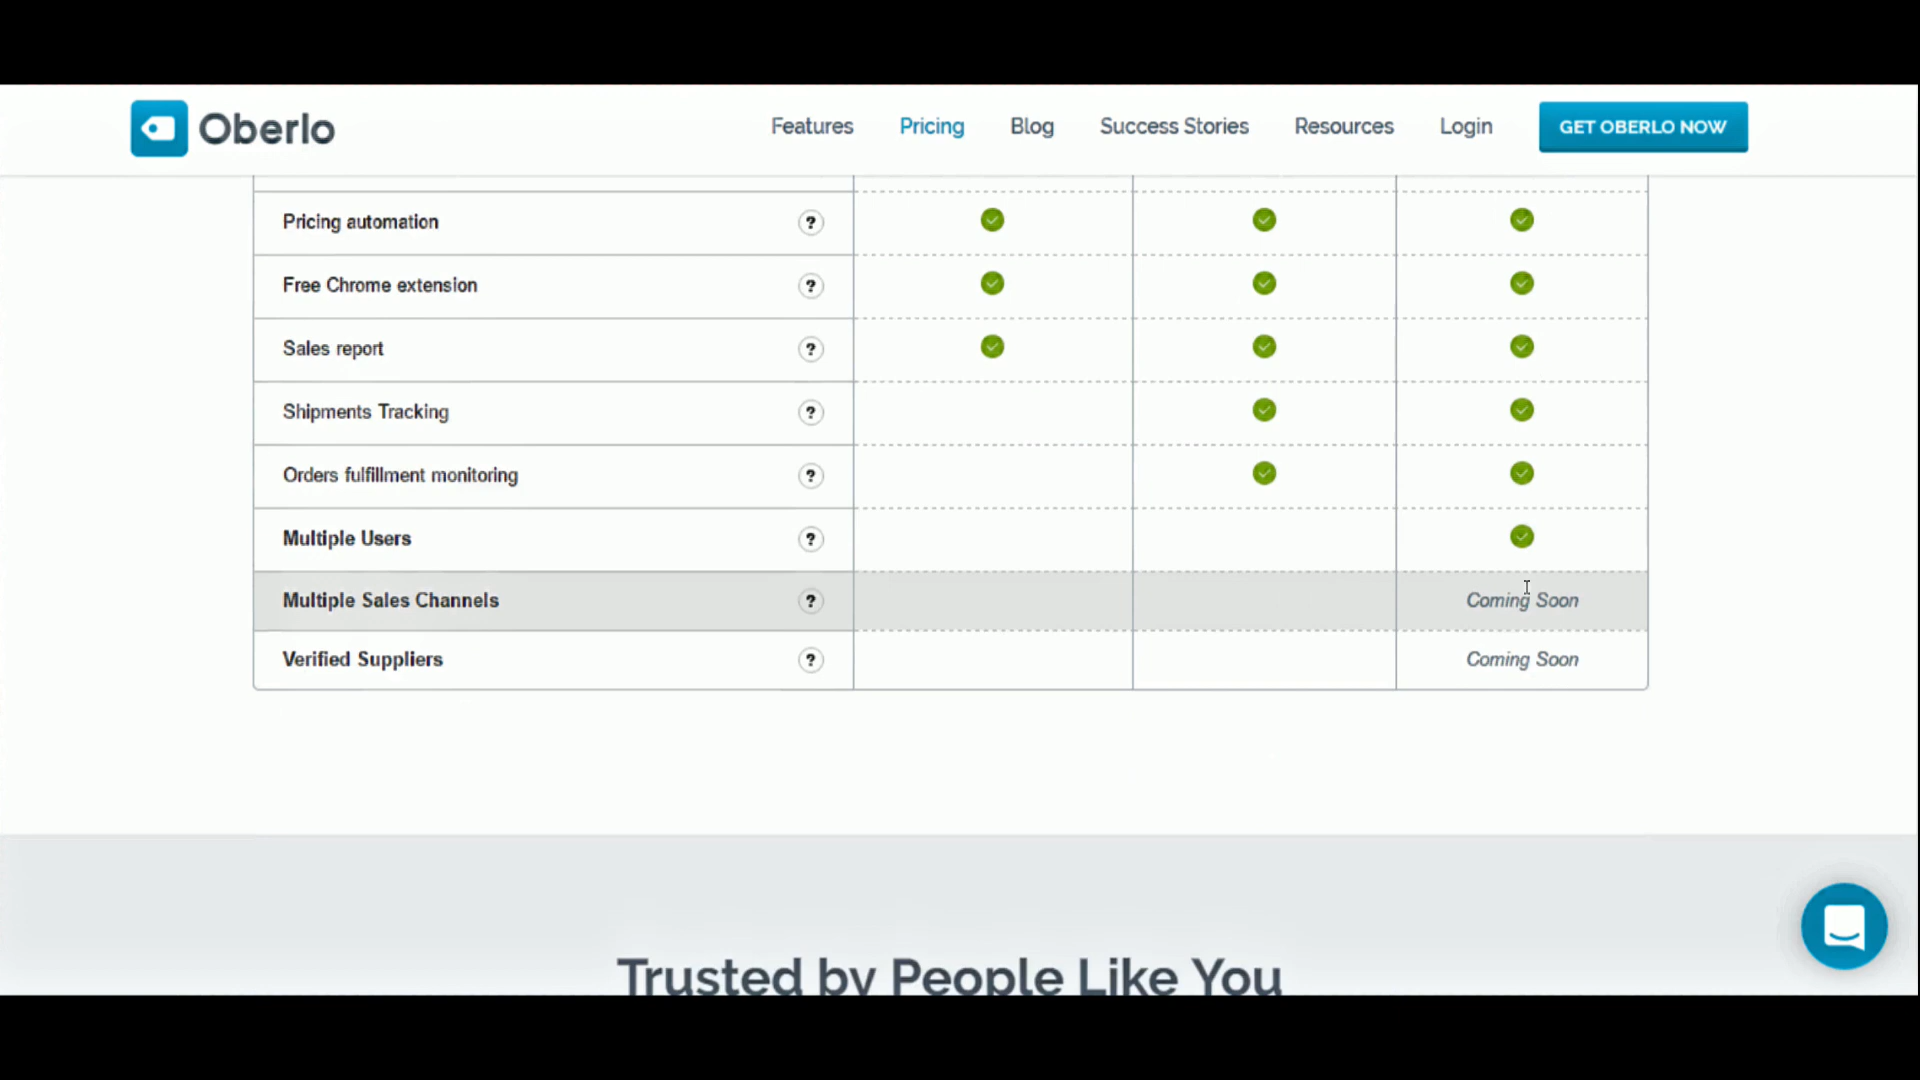 Oberlo
Features Pricing Blog Success Stories Resources Login GET OBERLO NOW
Pricing automation ?
Free Chrome extension ?
Sales report ?
Shipments Tracking ?
Orders fulfillment monitoring ?
Multiple Users ?
Multiple Sales Channels ? Coming Soon
Verified Suppliers ? Coming Soon
Trusted by People Like You